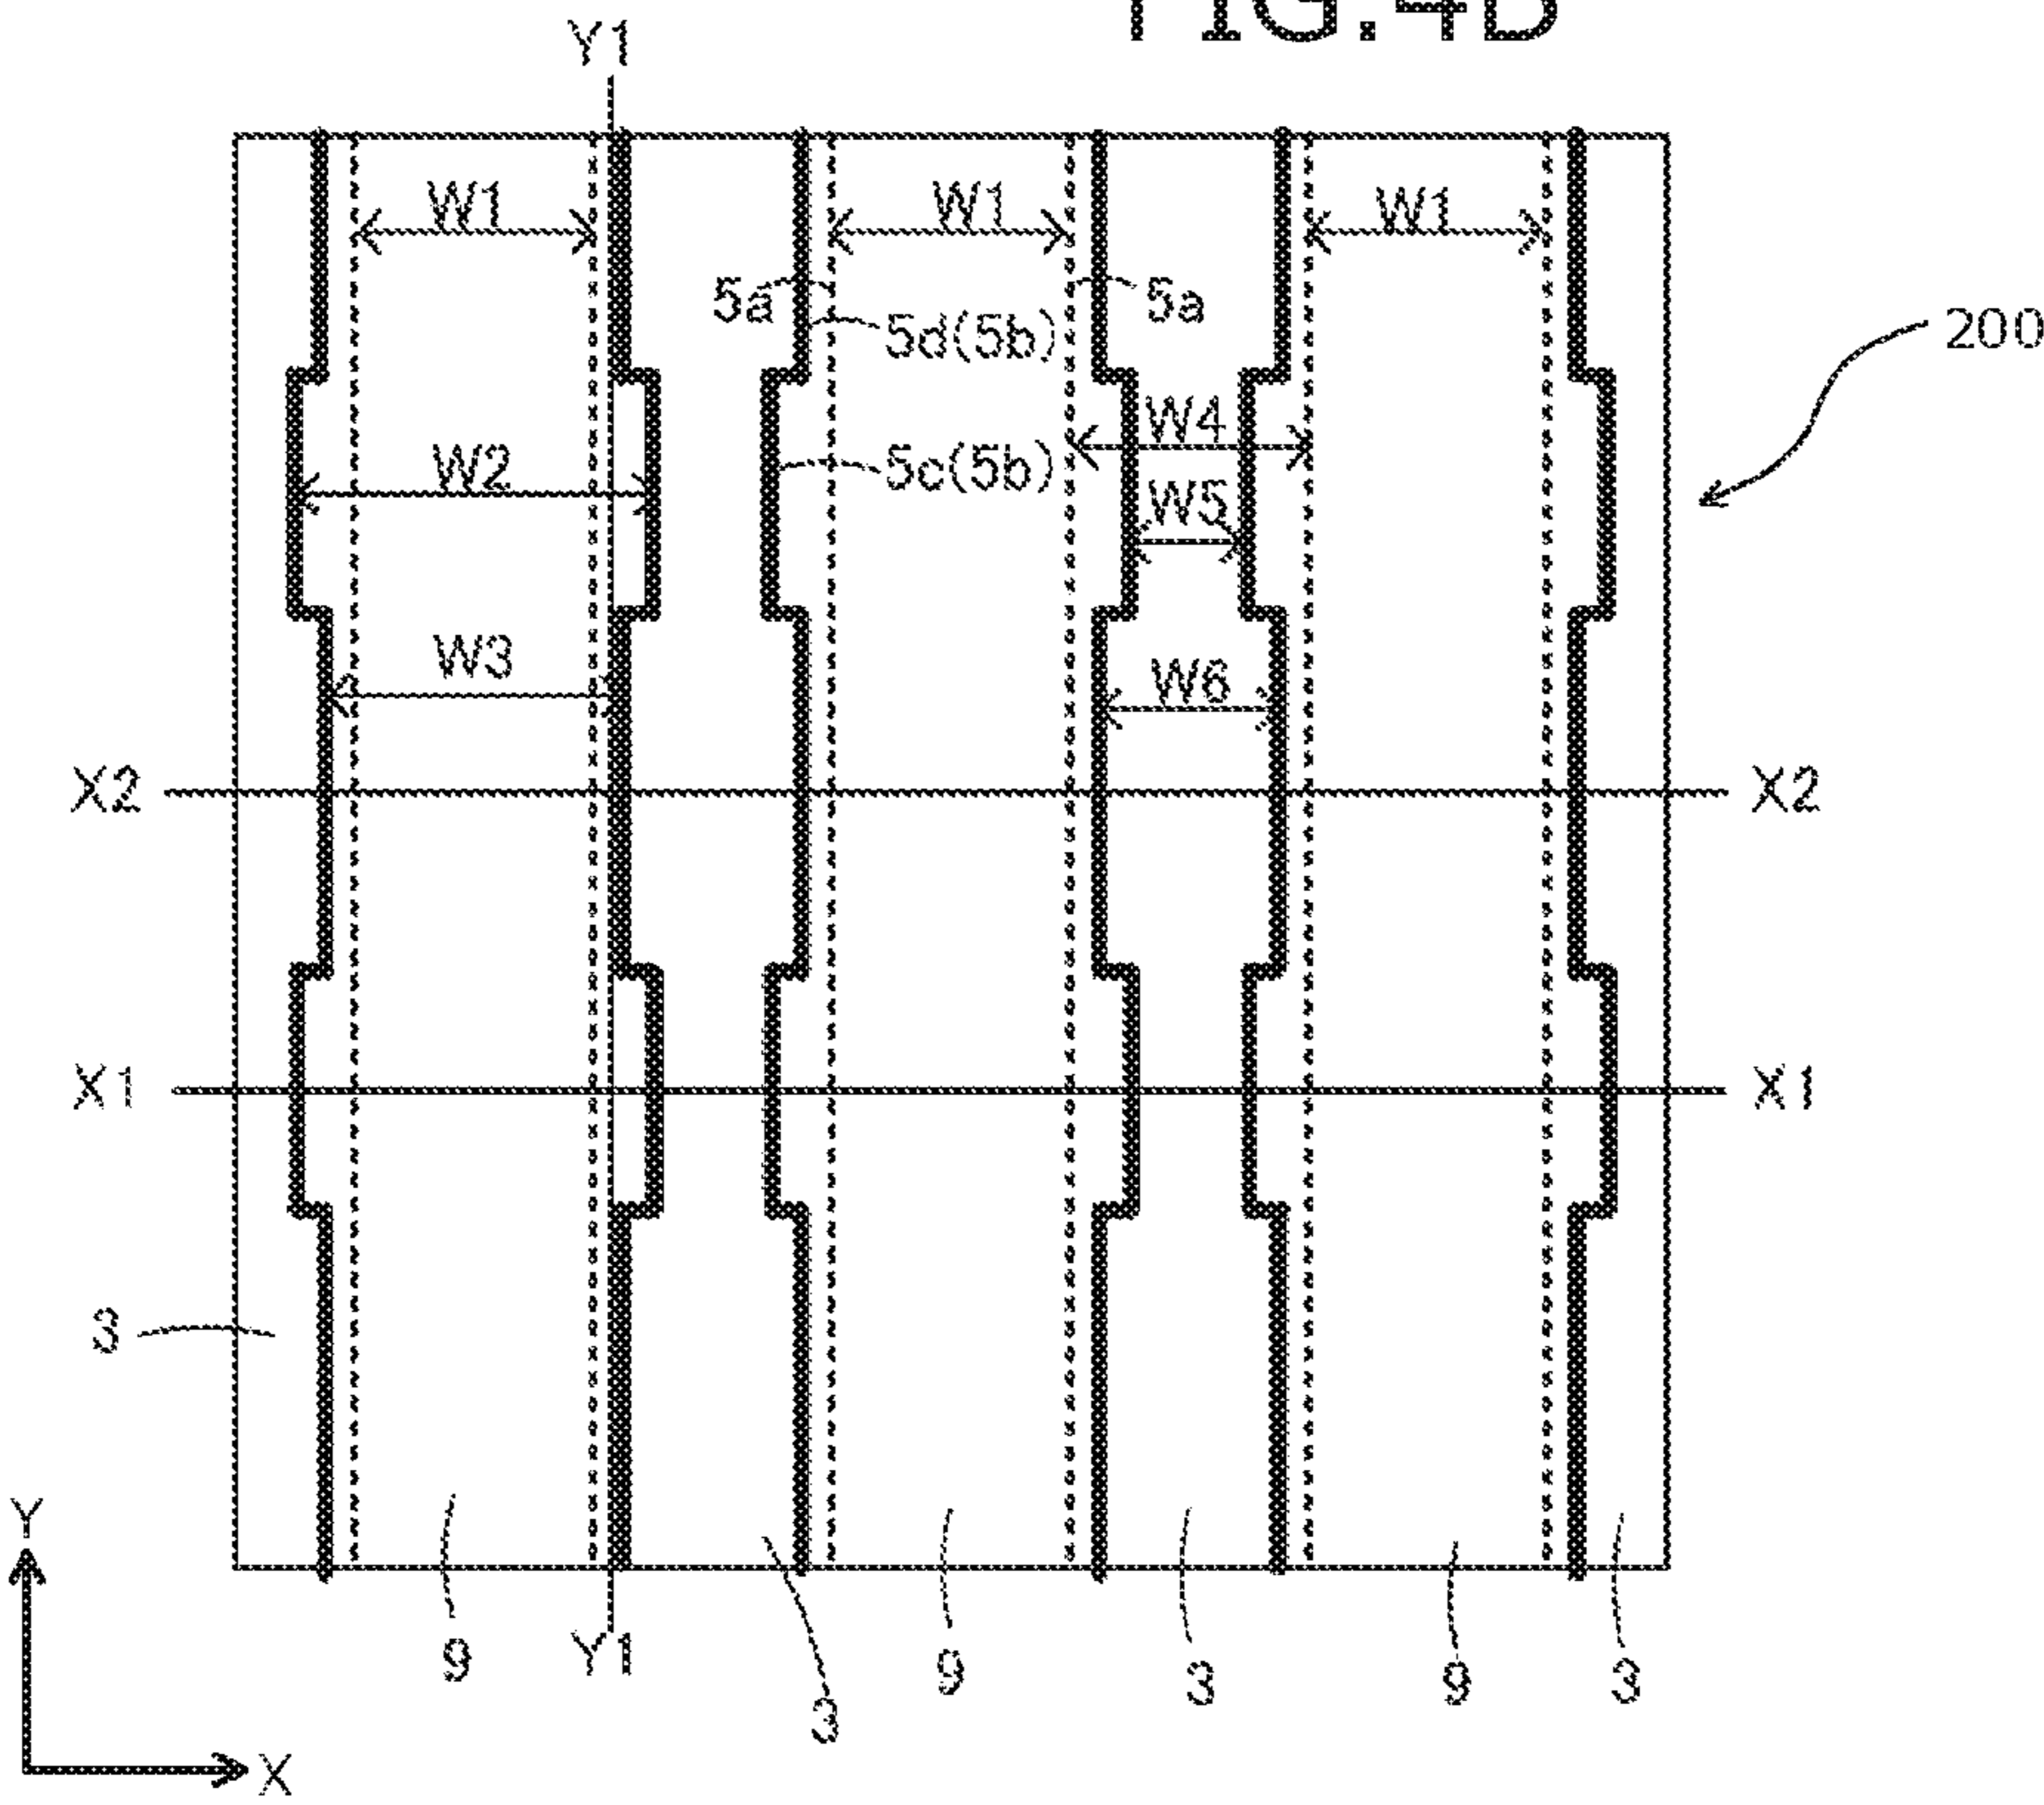 FIG.4B
Y1
W1 W1 W1
5a 5a
5d(5b)
200
W4
W2 5c(5b)
W5
W3 W6
X2 X2
X1 X1
3
Y
9 Y1 9 3 9 3
3
X